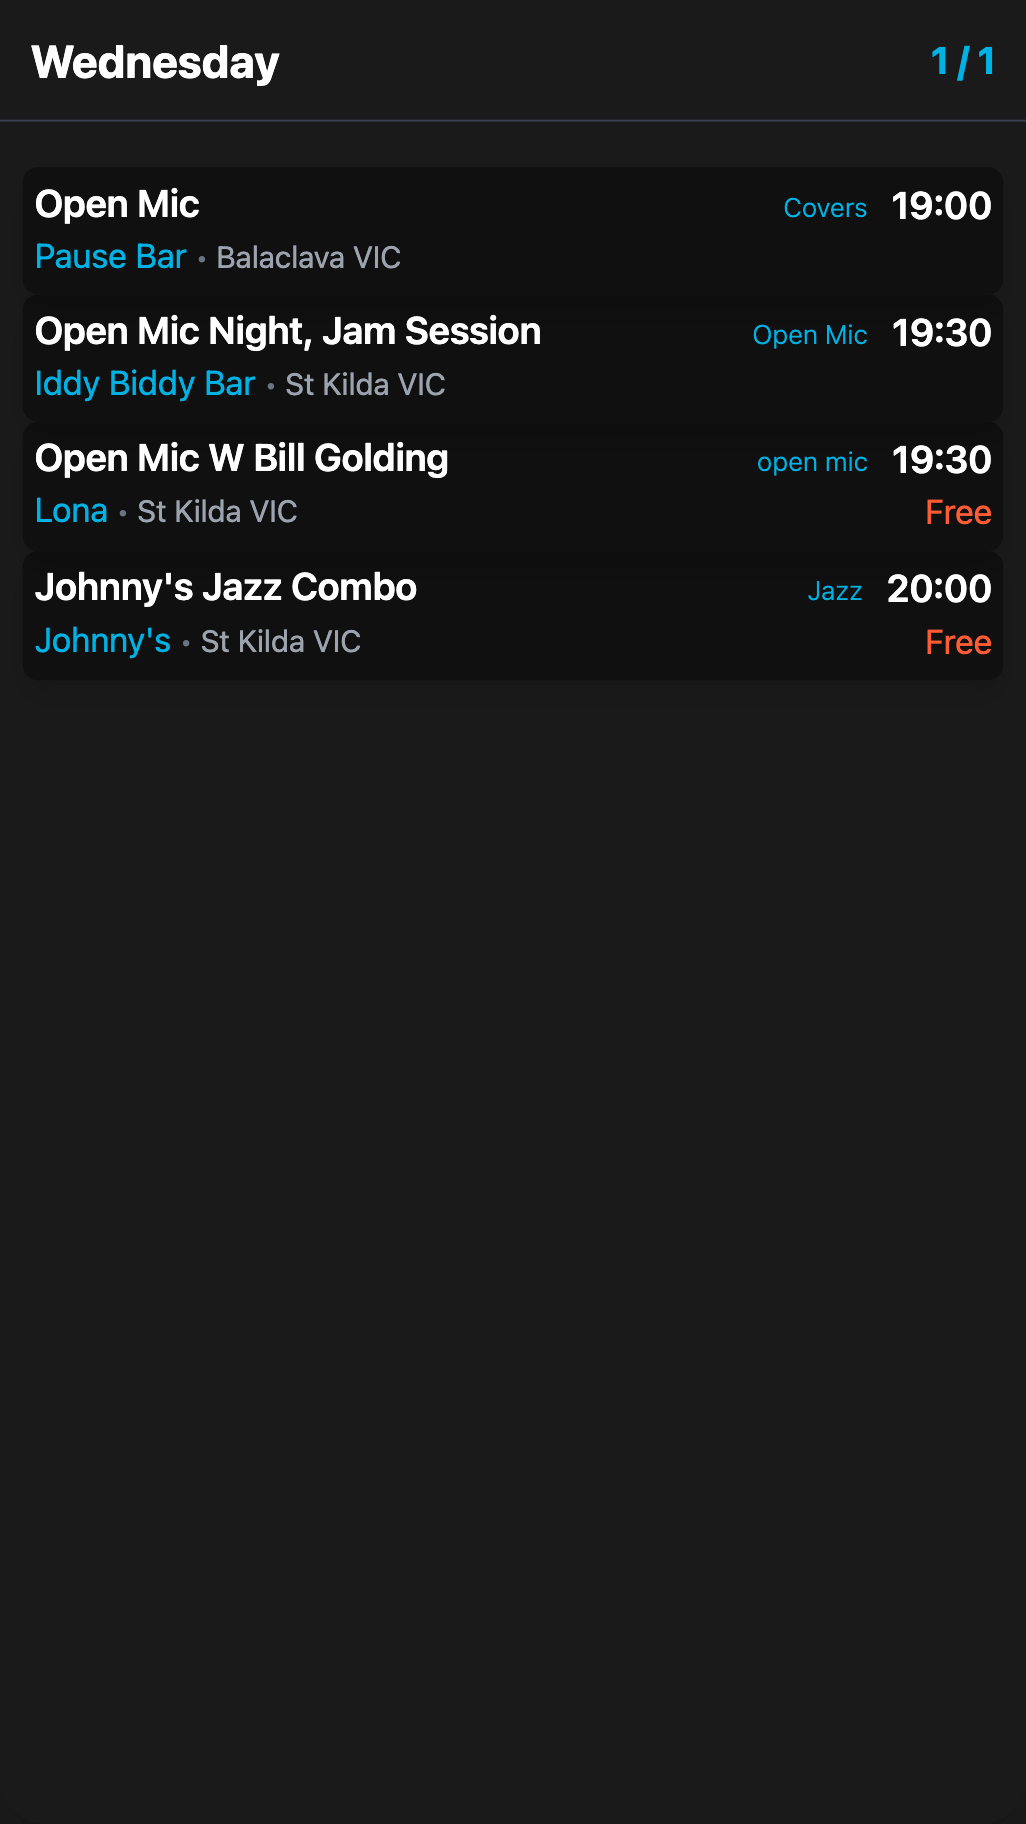 Wednesday 1 / 1
Open Mic Covers 19:00
Pause Bar • Balaclava VIC
Open Mic Night, Jam Session Open Mic 19:30
Iddy Biddy Bar • St Kilda VIC
Open Mic W Bill Golding open mic 19:30
Lona • St Kilda VIC Free
Johnny's Jazz Combo Jazz 20:00
Johnny's • St Kilda VIC Free